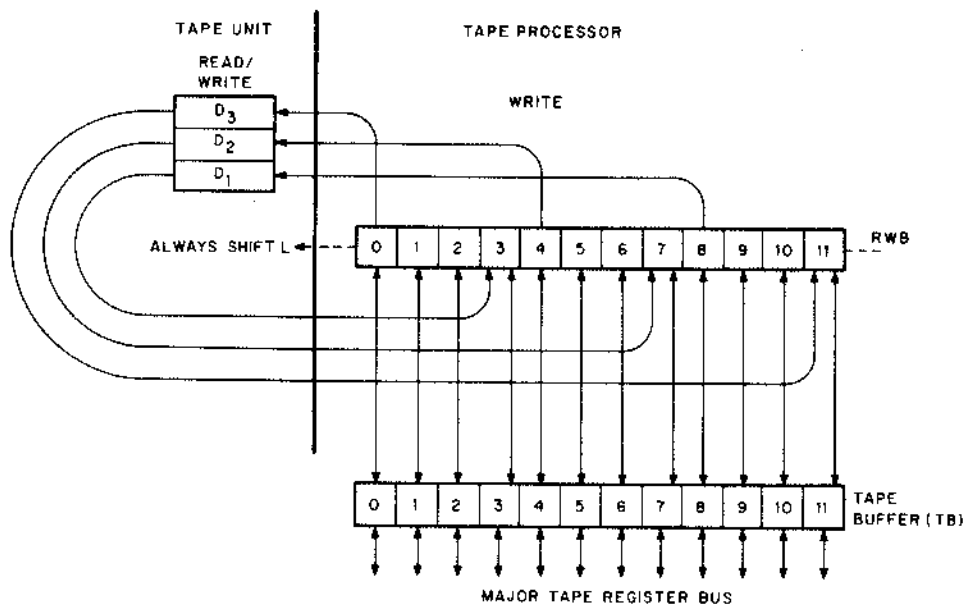 TAPE UNIT
TAPE PROCESSOR
READ/
WRITE
WRITE
D3
D2
D1
ALWAYS SHIFT L
0 1 2 3 4 5 6 7 8 9 10 11
RWB
0 1 2 3 4 5 6 7 8 9 10 11
TAPE
BUFFER (TB)
MAJOR TAPE REGISTER BUS